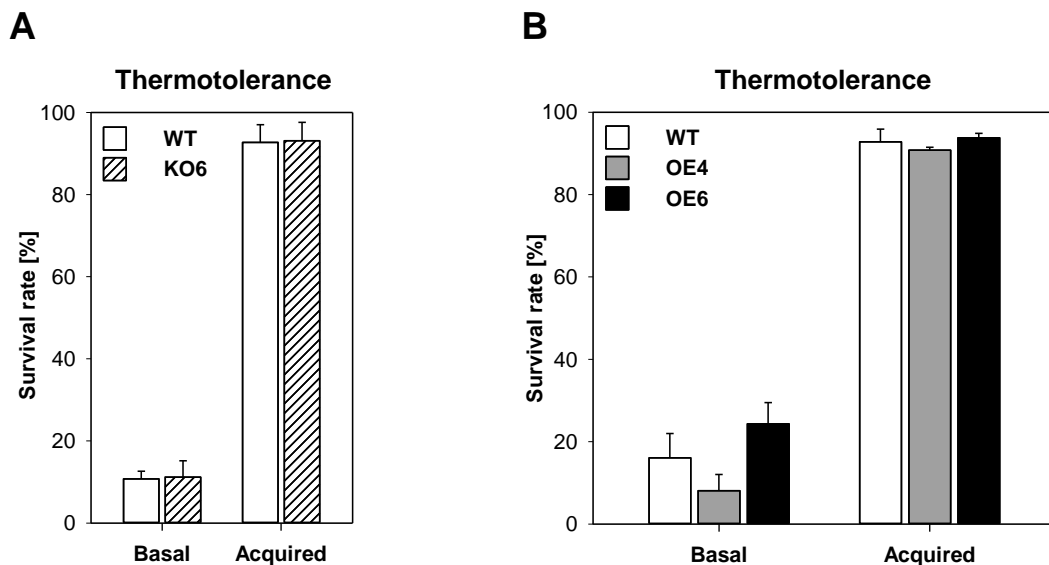 A
Thermotolerance
Survival rate [%]
100
80
60
40
20
0
WT
KO6
Basal Acquired
B
Thermotolerance
Survival rate [%]
100
80
60
40
20
0
WT
OE4
OE6
Basal Acquired